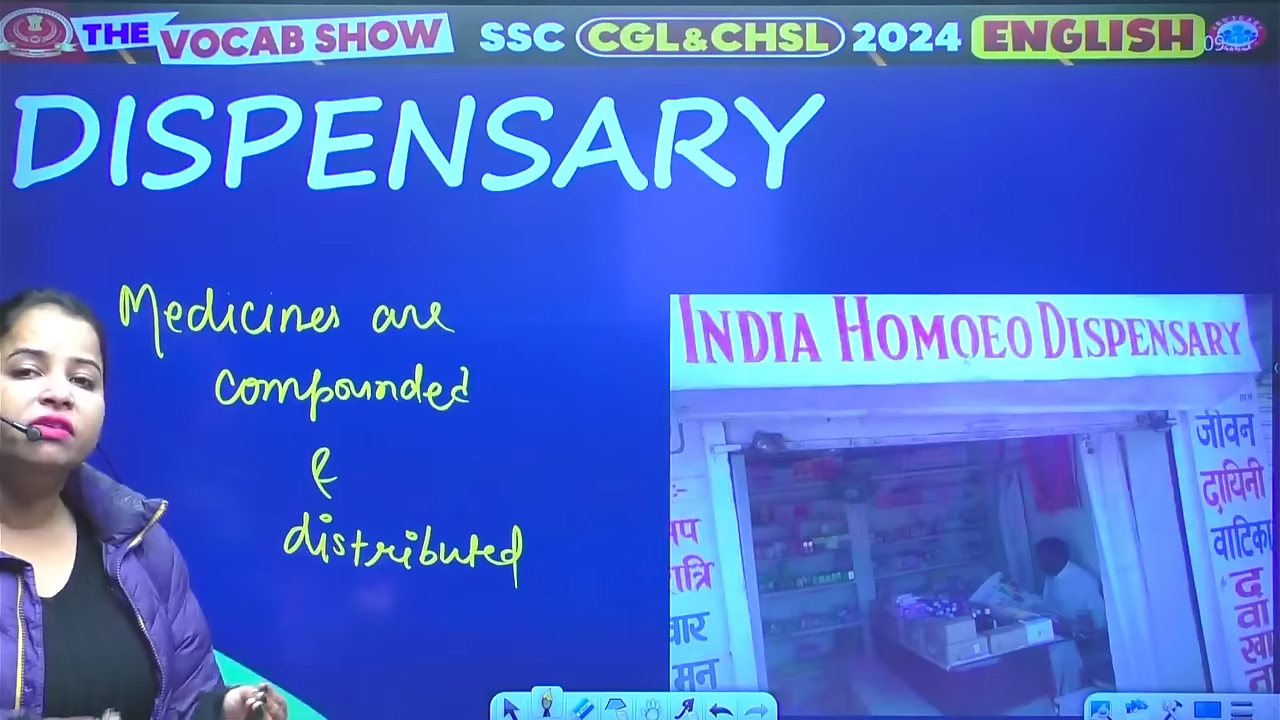 THE VOCAB SHOW SSC CGL & CHSL 2024 ENGLISH
DISPENSARY
Medicines are
compounded
&
distributed
INDIA HOMOEO DISPENSARY
जीवन
दायिनी
वाटिका
द
वा
खा
ना